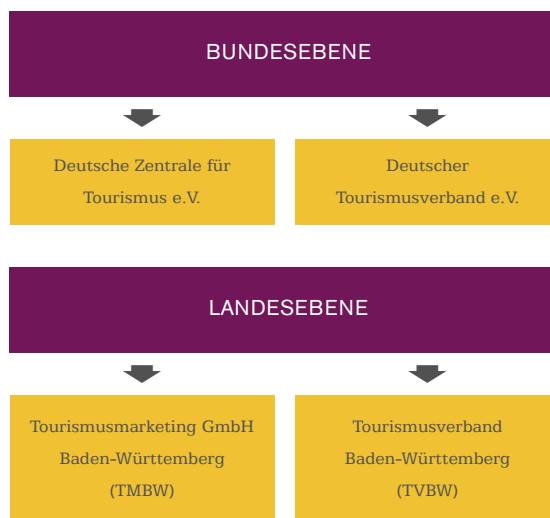 BUNDESEBENE
Deutsche Zentrale für
Tourismus e.V.
Deutscher
Tourismusverband e.V.
LANDESEBENE
Tourismusmarketing GmbH
Baden-Württemberg
(TMBW)
Tourismusverband
Baden-Württemberg
(TVBW)